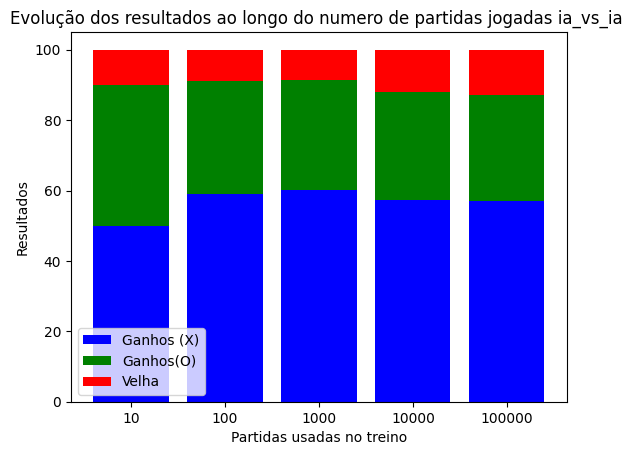 Evolução dos resultados ao longo do numero de partidas jogadas ia_vs_ia
100
80
60
40
20
0
Resultados
Ganhos (X)
Ganhos(O)
Velha
10 100 1000 10000 100000
Partidas usadas no treino